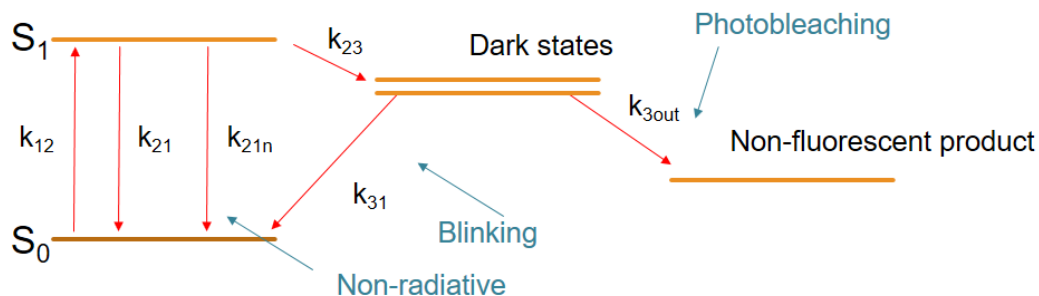 Photobleaching
S1
k23
Dark states
k3out
k12
k21
k21n
Non-fluorescent product
k31
Blinking
S0
Non-radiative